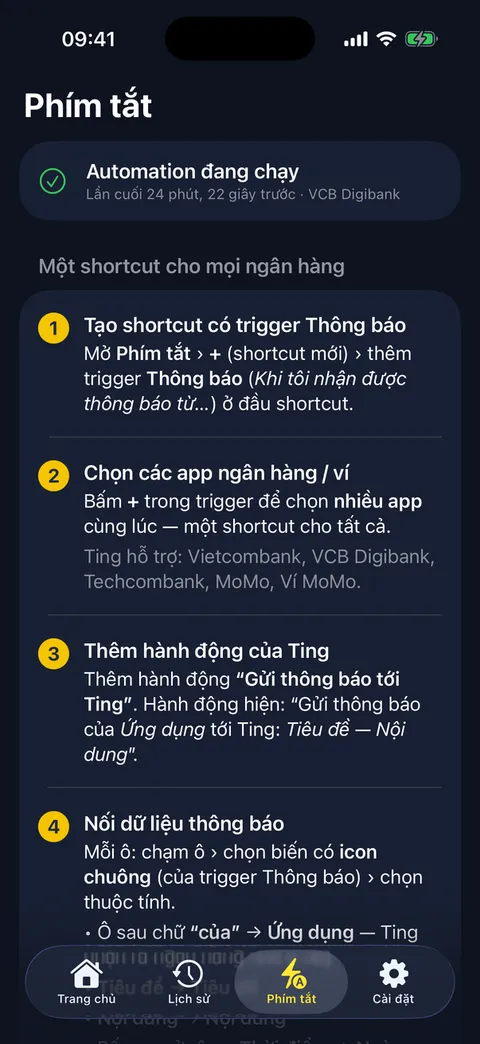 09:41
Phím tắt
Automation đang chạy
Lần cuối 24 phút, 22 giây trước · VCB Digibank
Một shortcut cho mọi ngân hàng
1
Tạo shortcut có trigger Thông báo
Mở Phím tắt › + (shortcut mới) › thêm
trigger Thông báo (Khi tôi nhận được
thông báo từ...) ở đầu shortcut.
2
Chọn các app ngân hàng / ví
Bấm + trong trigger để chọn nhiều app
cùng lúc — một shortcut cho tất cả.
Ting hỗ trợ: Vietcombank, VCB Digibank,
Techcombank, MoMo, Ví MoMo.
3
Thêm hành động của Ting
Thêm hành động “Gửi thông báo tới
Ting”. Hành động hiện: “Gửi thông báo
của Ứng dụng tới Ting: Tiêu đề — Nội
dung”.
4
Nối dữ liệu thông báo
Mỗi ô: chạm ô › chọn biến có icon
chuông (của trigger Thông báo) › chọn
thuộc tính.
• Ô sau chữ “của” → Ứng dụng — Ting
Trang chủ
Lịch sử
Phím tắt
Cài đặt